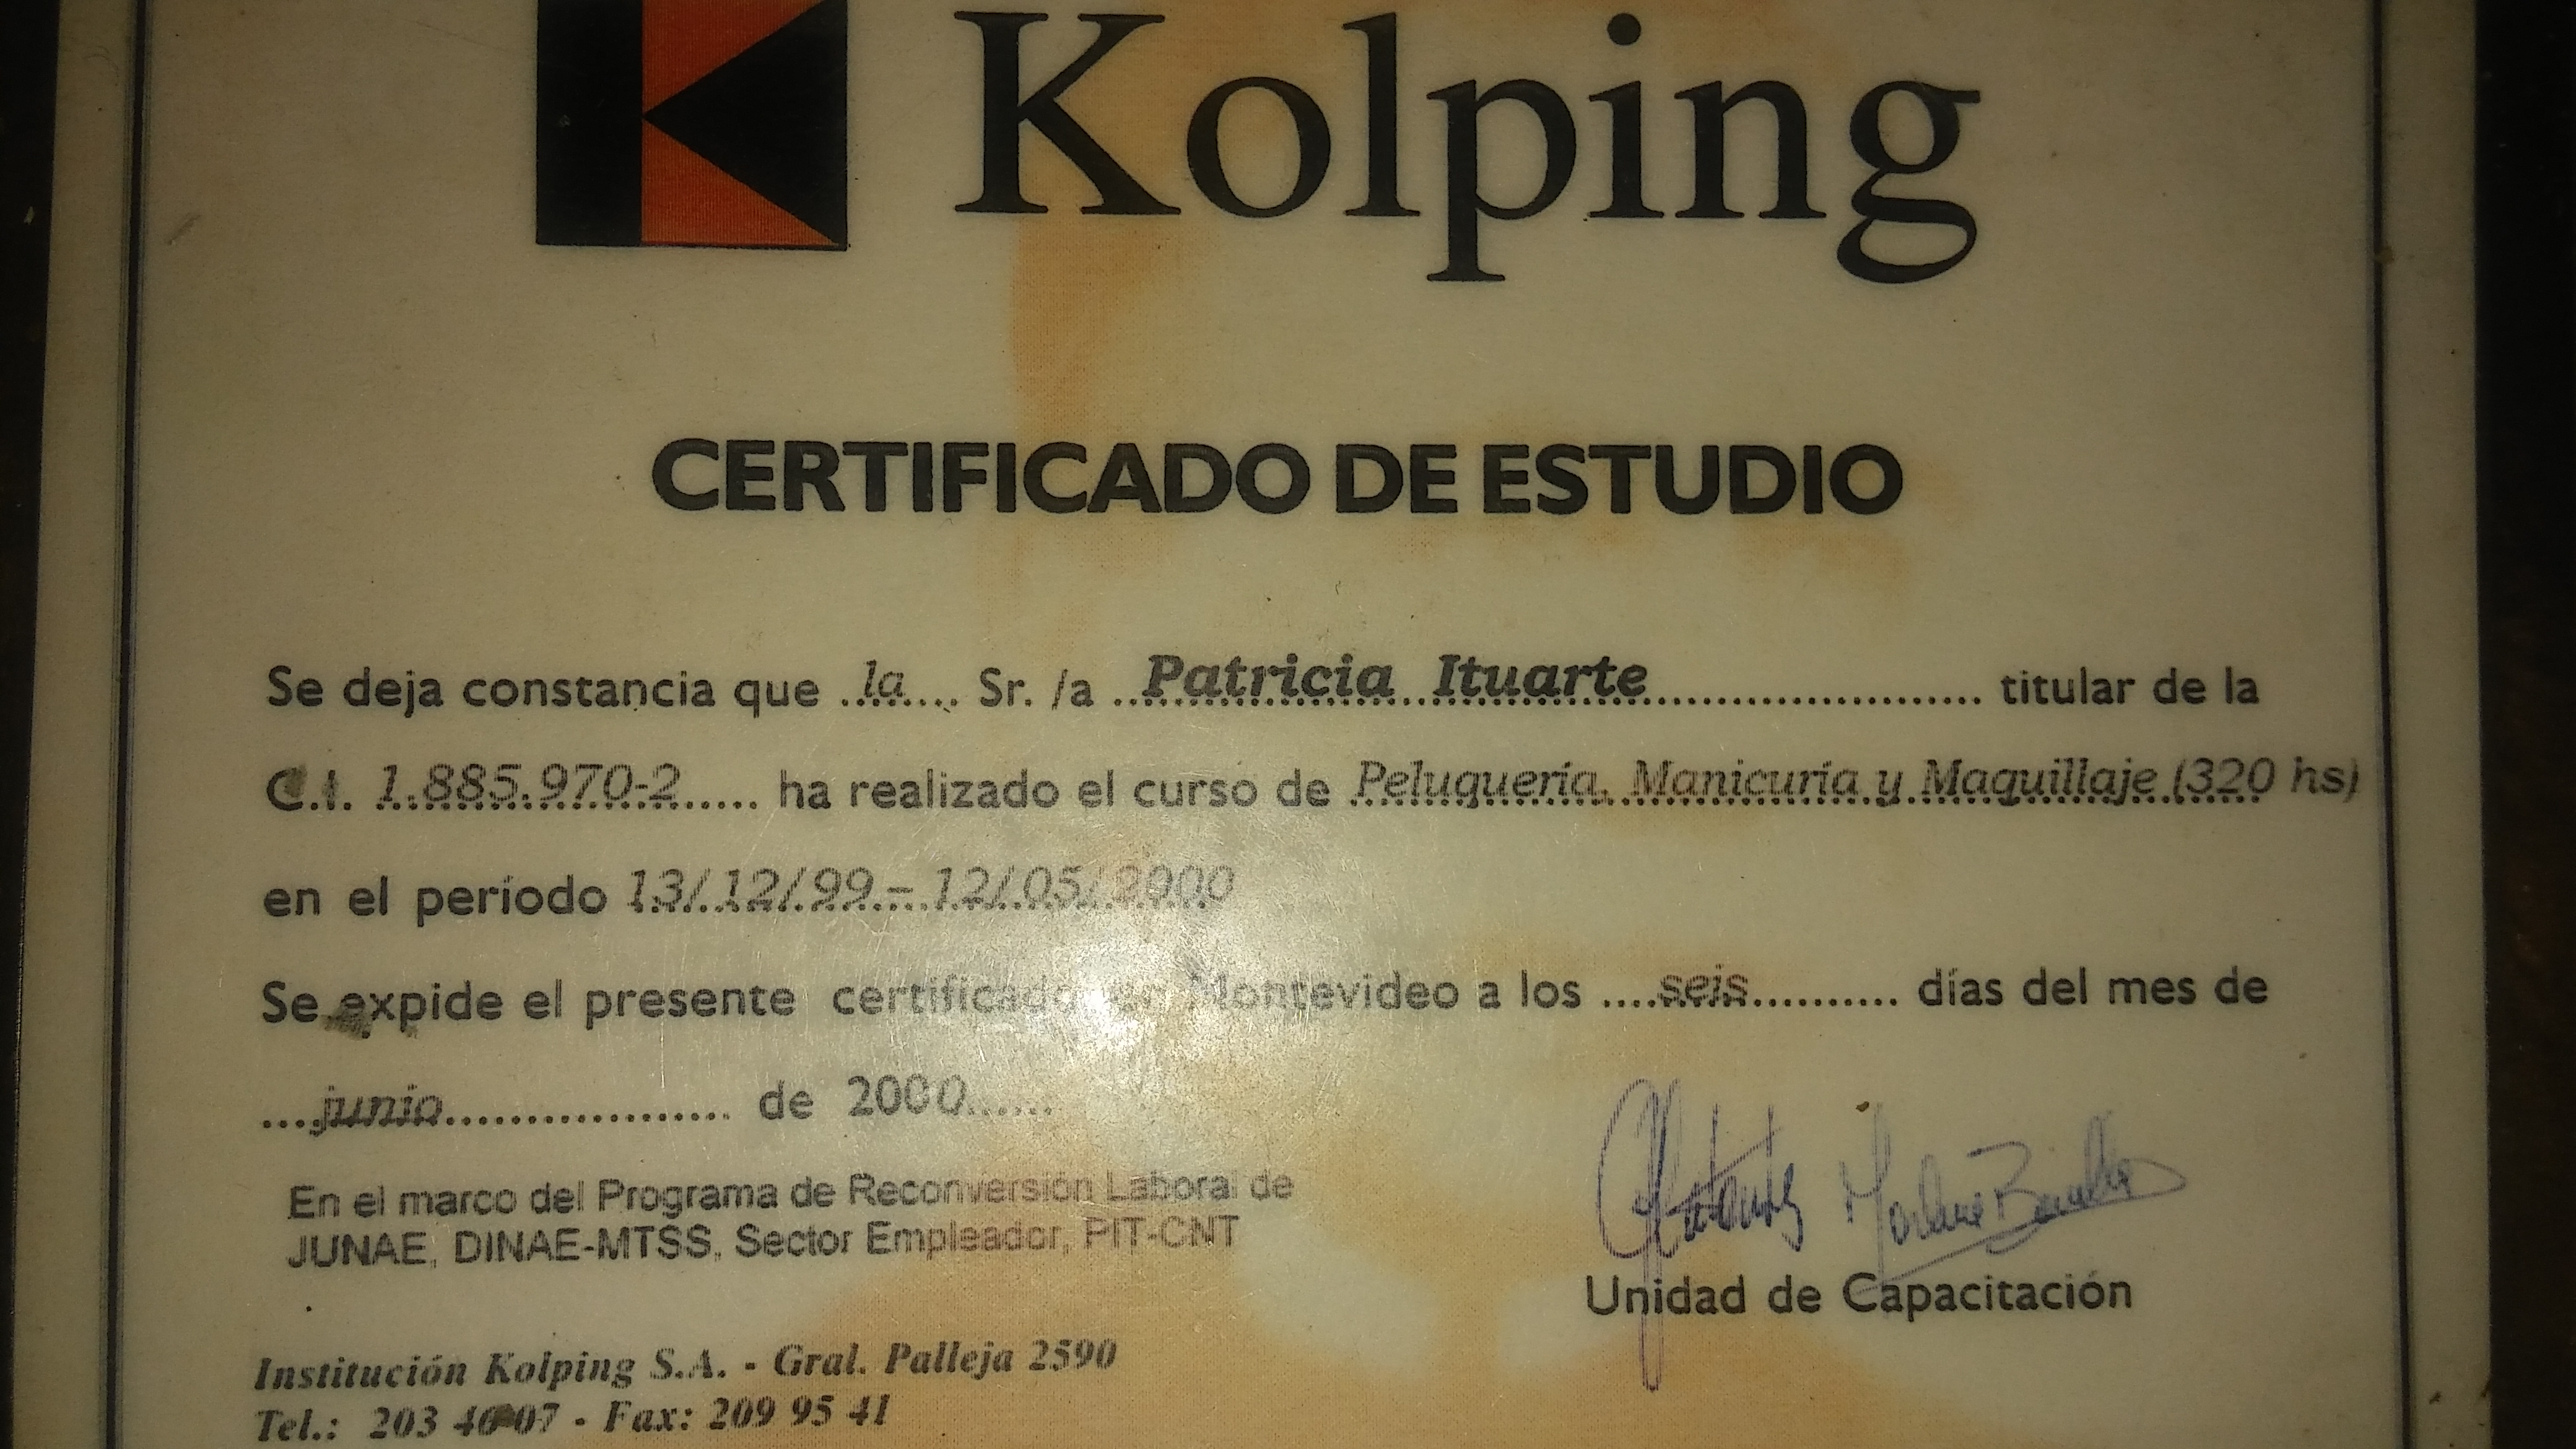 Kolping
CERTIFICADO DE ESTUDIO
Se deja constancia que ..la.... Sr. /a ..Patricia Ituarte.............................. titular de la
C.I. 1.885.970-2...... ha realizado el curso de Peluquería, Manicuría y Maquillaje (320 hs)
en el período 13/12/99 – 12/05/2000
Se expide el presente certificado en Montevideo a los ....seis........... días del mes de
...junio.................. de 2000......
En el marco del Programa de Reconversión Laboral de
JUNAE, DINAE-MTSS, Sector Empleador, PIT-CNT
Unidad de Capacitación
Institución Kolping S.A. - Gral. Palleja 2590
Tel.: 203 40 07 - Fax: 209 95 41